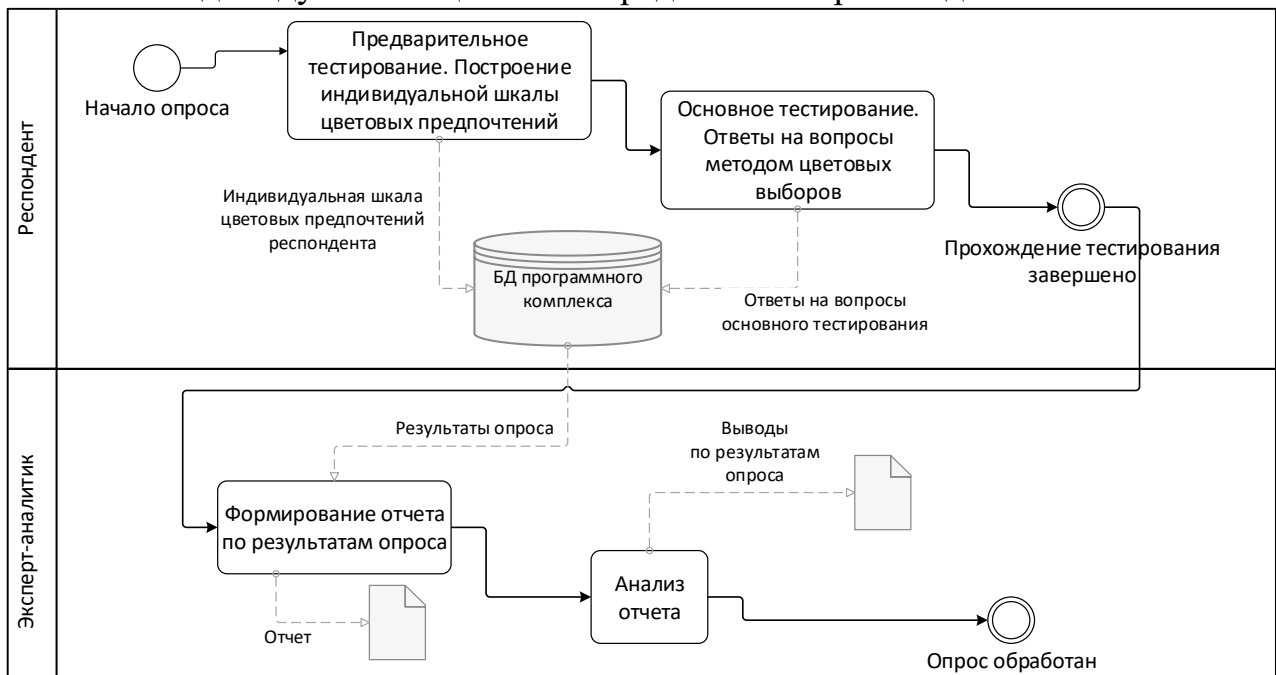 Респондент
Начало опроса
Предварительное
тестирование. Построение
индивидуальной шкалы
цветовых предпочтений
Основное тестирование.
Ответы на вопросы
методом цветовых
выборов
Прохождение тестирования
завершено
Индивидуальная шкала
цветовых предпочтений
респондента
БД программного
комплекса
Ответы на вопросы
основного тестирования
Эксперт-аналитик
Результаты опроса
Выводы
по результатам
опроса
Формирование отчета
по результатам опроса
Отчет
Анализ
отчета
Опрос обработан